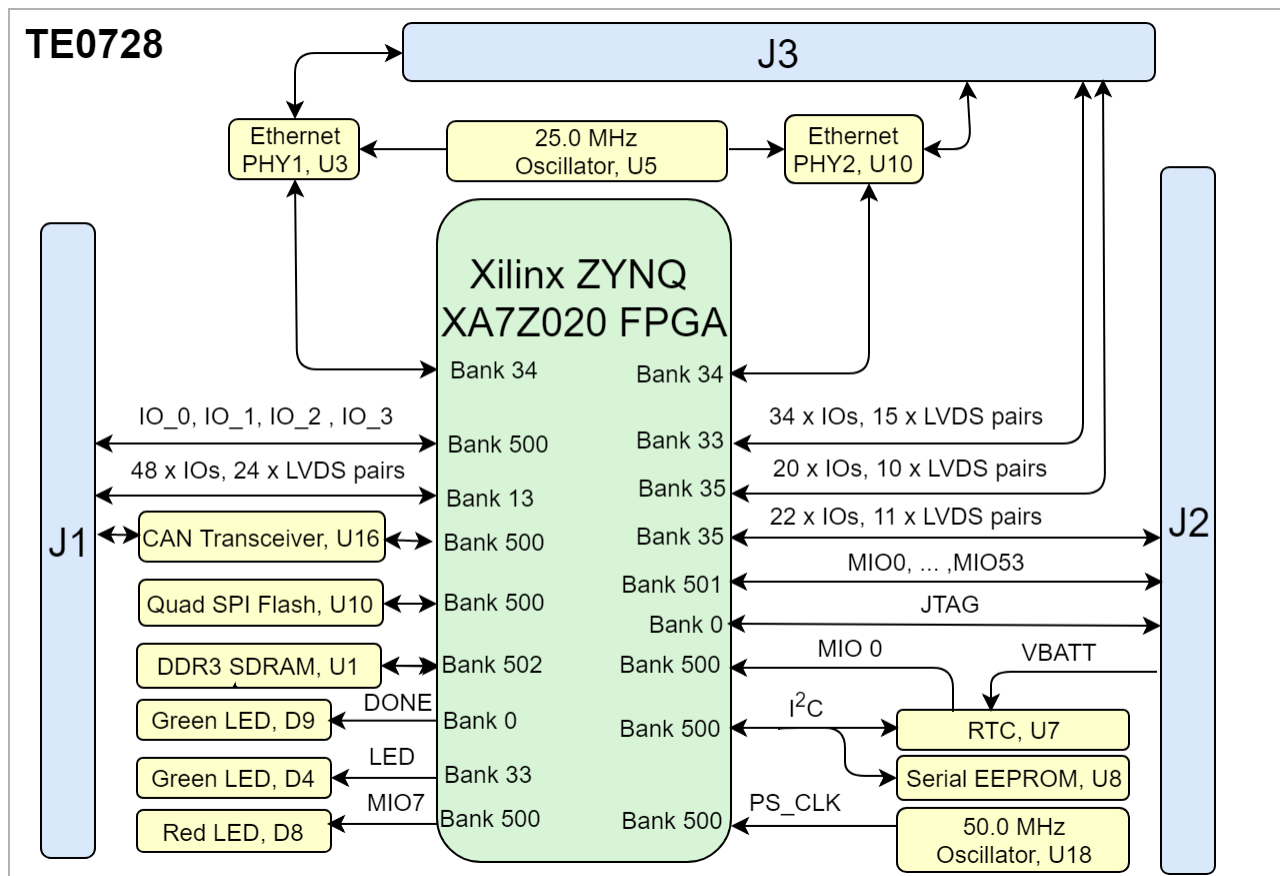 TE0728
J3
Ethernet
PHY1, U3
25.0 MHz
Oscillator, U5
Ethernet
PHY2, U10
Xilinx ZYNQ
XA7Z020 FPGA
J1
J2
Bank 34
Bank 34
IO_0, IO_1, IO_2 , IO_3
Bank 500
Bank 33
34 x IOs, 15 x LVDS pairs
48 x IOs, 24 x LVDS pairs
Bank 13
Bank 35
20 x IOs, 10 x LVDS pairs
CAN Transceiver, U16
Bank 500
Bank 35
22 x IOs, 11 x LVDS pairs
Bank 501
MIO0, ... ,MIO53
Quad SPI Flash, U10
Bank 500
Bank 0
JTAG
DDR3 SDRAM, U1
Bank 502
Bank 500
MIO 0
VBATT
Green LED, D9
DONE
Bank 0
Bank 500
I²C
RTC, U7
Green LED, D4
LED
Bank 33
Serial EEPROM, U8
Red LED, D8
MIO7
Bank 500
Bank 500
PS_CLK
50.0 MHz
Oscillator, U18